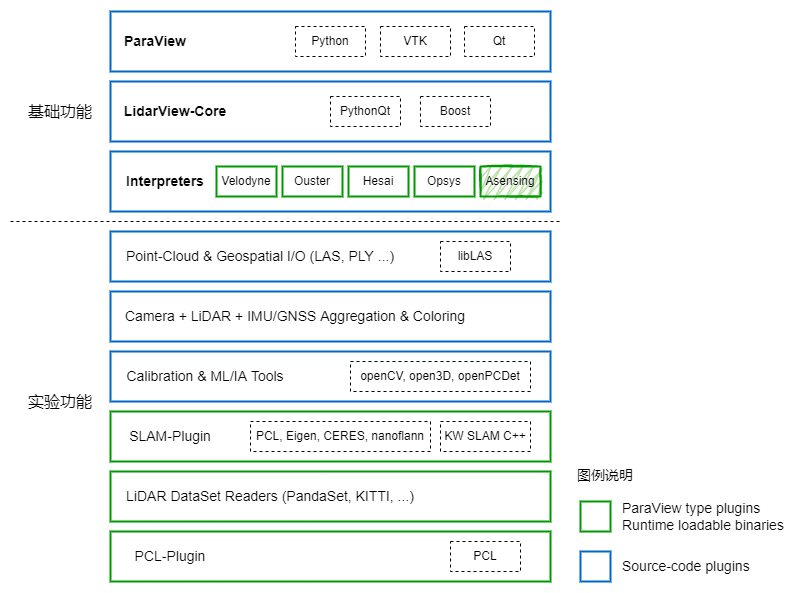 ParaView
Python
VTK
Qt
基础功能
LidarView-Core
PythonQt
Boost
Interpreters
Velodyne
Ouster
Hesai
Opsys
Asensing
Point-Cloud & Geospatial I/O (LAS, PLY ...)
libLAS
Camera + LiDAR + IMU/GNSS Aggregation & Coloring
Calibration & ML/IA Tools
openCV, open3D, openPCDet
实验功能
SLAM-Plugin
PCL, Eigen, CERES, nanoflann
KW SLAM C++
LiDAR DataSet Readers (PandaSet, KITTI, ...)
PCL-Plugin
PCL
图例说明
ParaView type plugins
Runtime loadable binaries
Source-code plugins